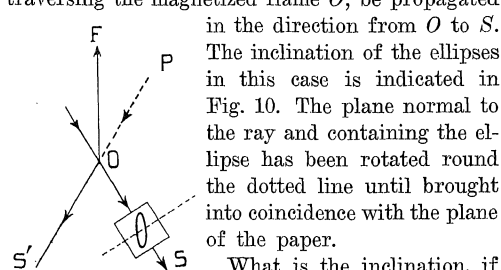 traversing the magnetized flame O, be propagated
in the direction from O to S.
The inclination of the ellipses
in this case is indicated in
Fig. 10. The plane normal to
the ray and containing the el-
lipse has been rotated round
the dotted line until brought
into coincidence with the plane
of the paper.
What is the inclination, if
F
P
O
S'
S